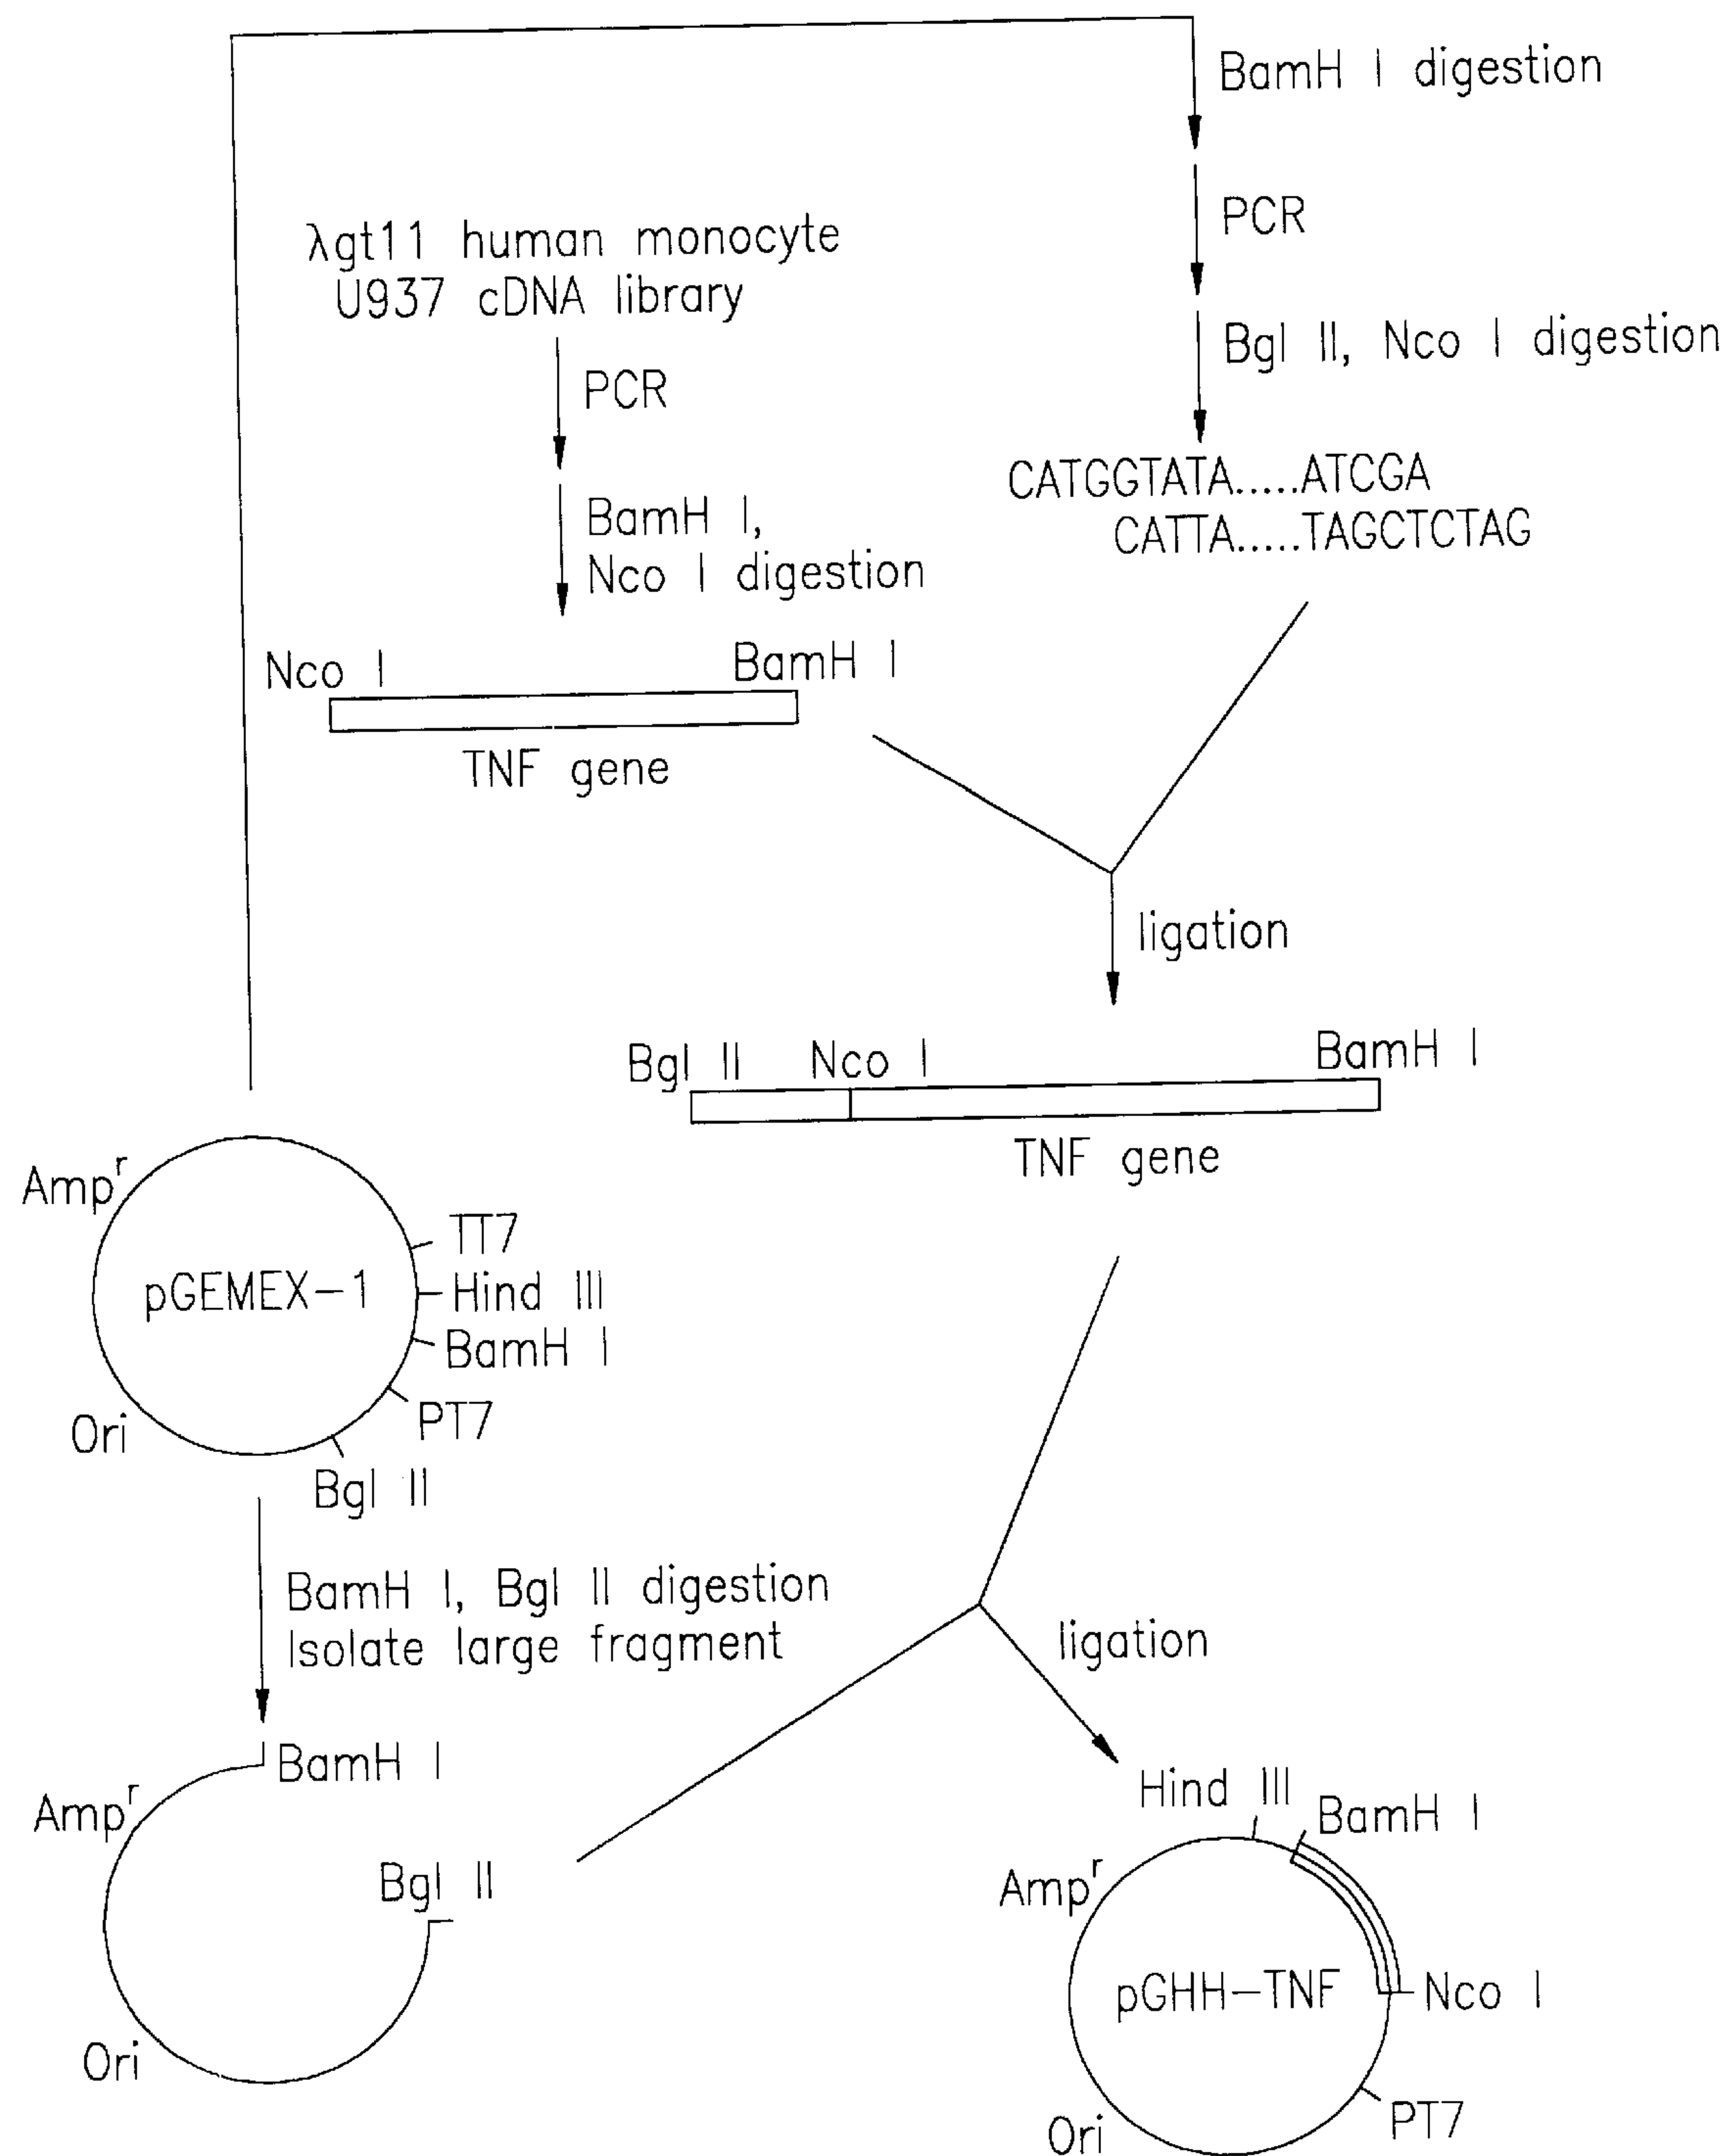 BamH I digestion
PCR
Bgl II, Nco I digestion
CATGGTATA.....ATCGA
CATTA.....TAGCTCTAG
λgt11 human monocyte
U937 cDNA library
PCR
BamH I,
Nco I digestion
Nco I
BamH I
TNF gene
ligation
Bgl II
Nco I
BamH I
TNF gene
Ampʳ
TT7
pGEMEX-1
Hind III
BamH I
PT7
Ori
Bgl II
BamH I, Bgl II digestion
Isolate large fragment
ligation
BamH I
Ampʳ
Bgl II
Ori
Hind III
BamH I
Ampʳ
pGHH-TNF
Nco I
PT7
Ori